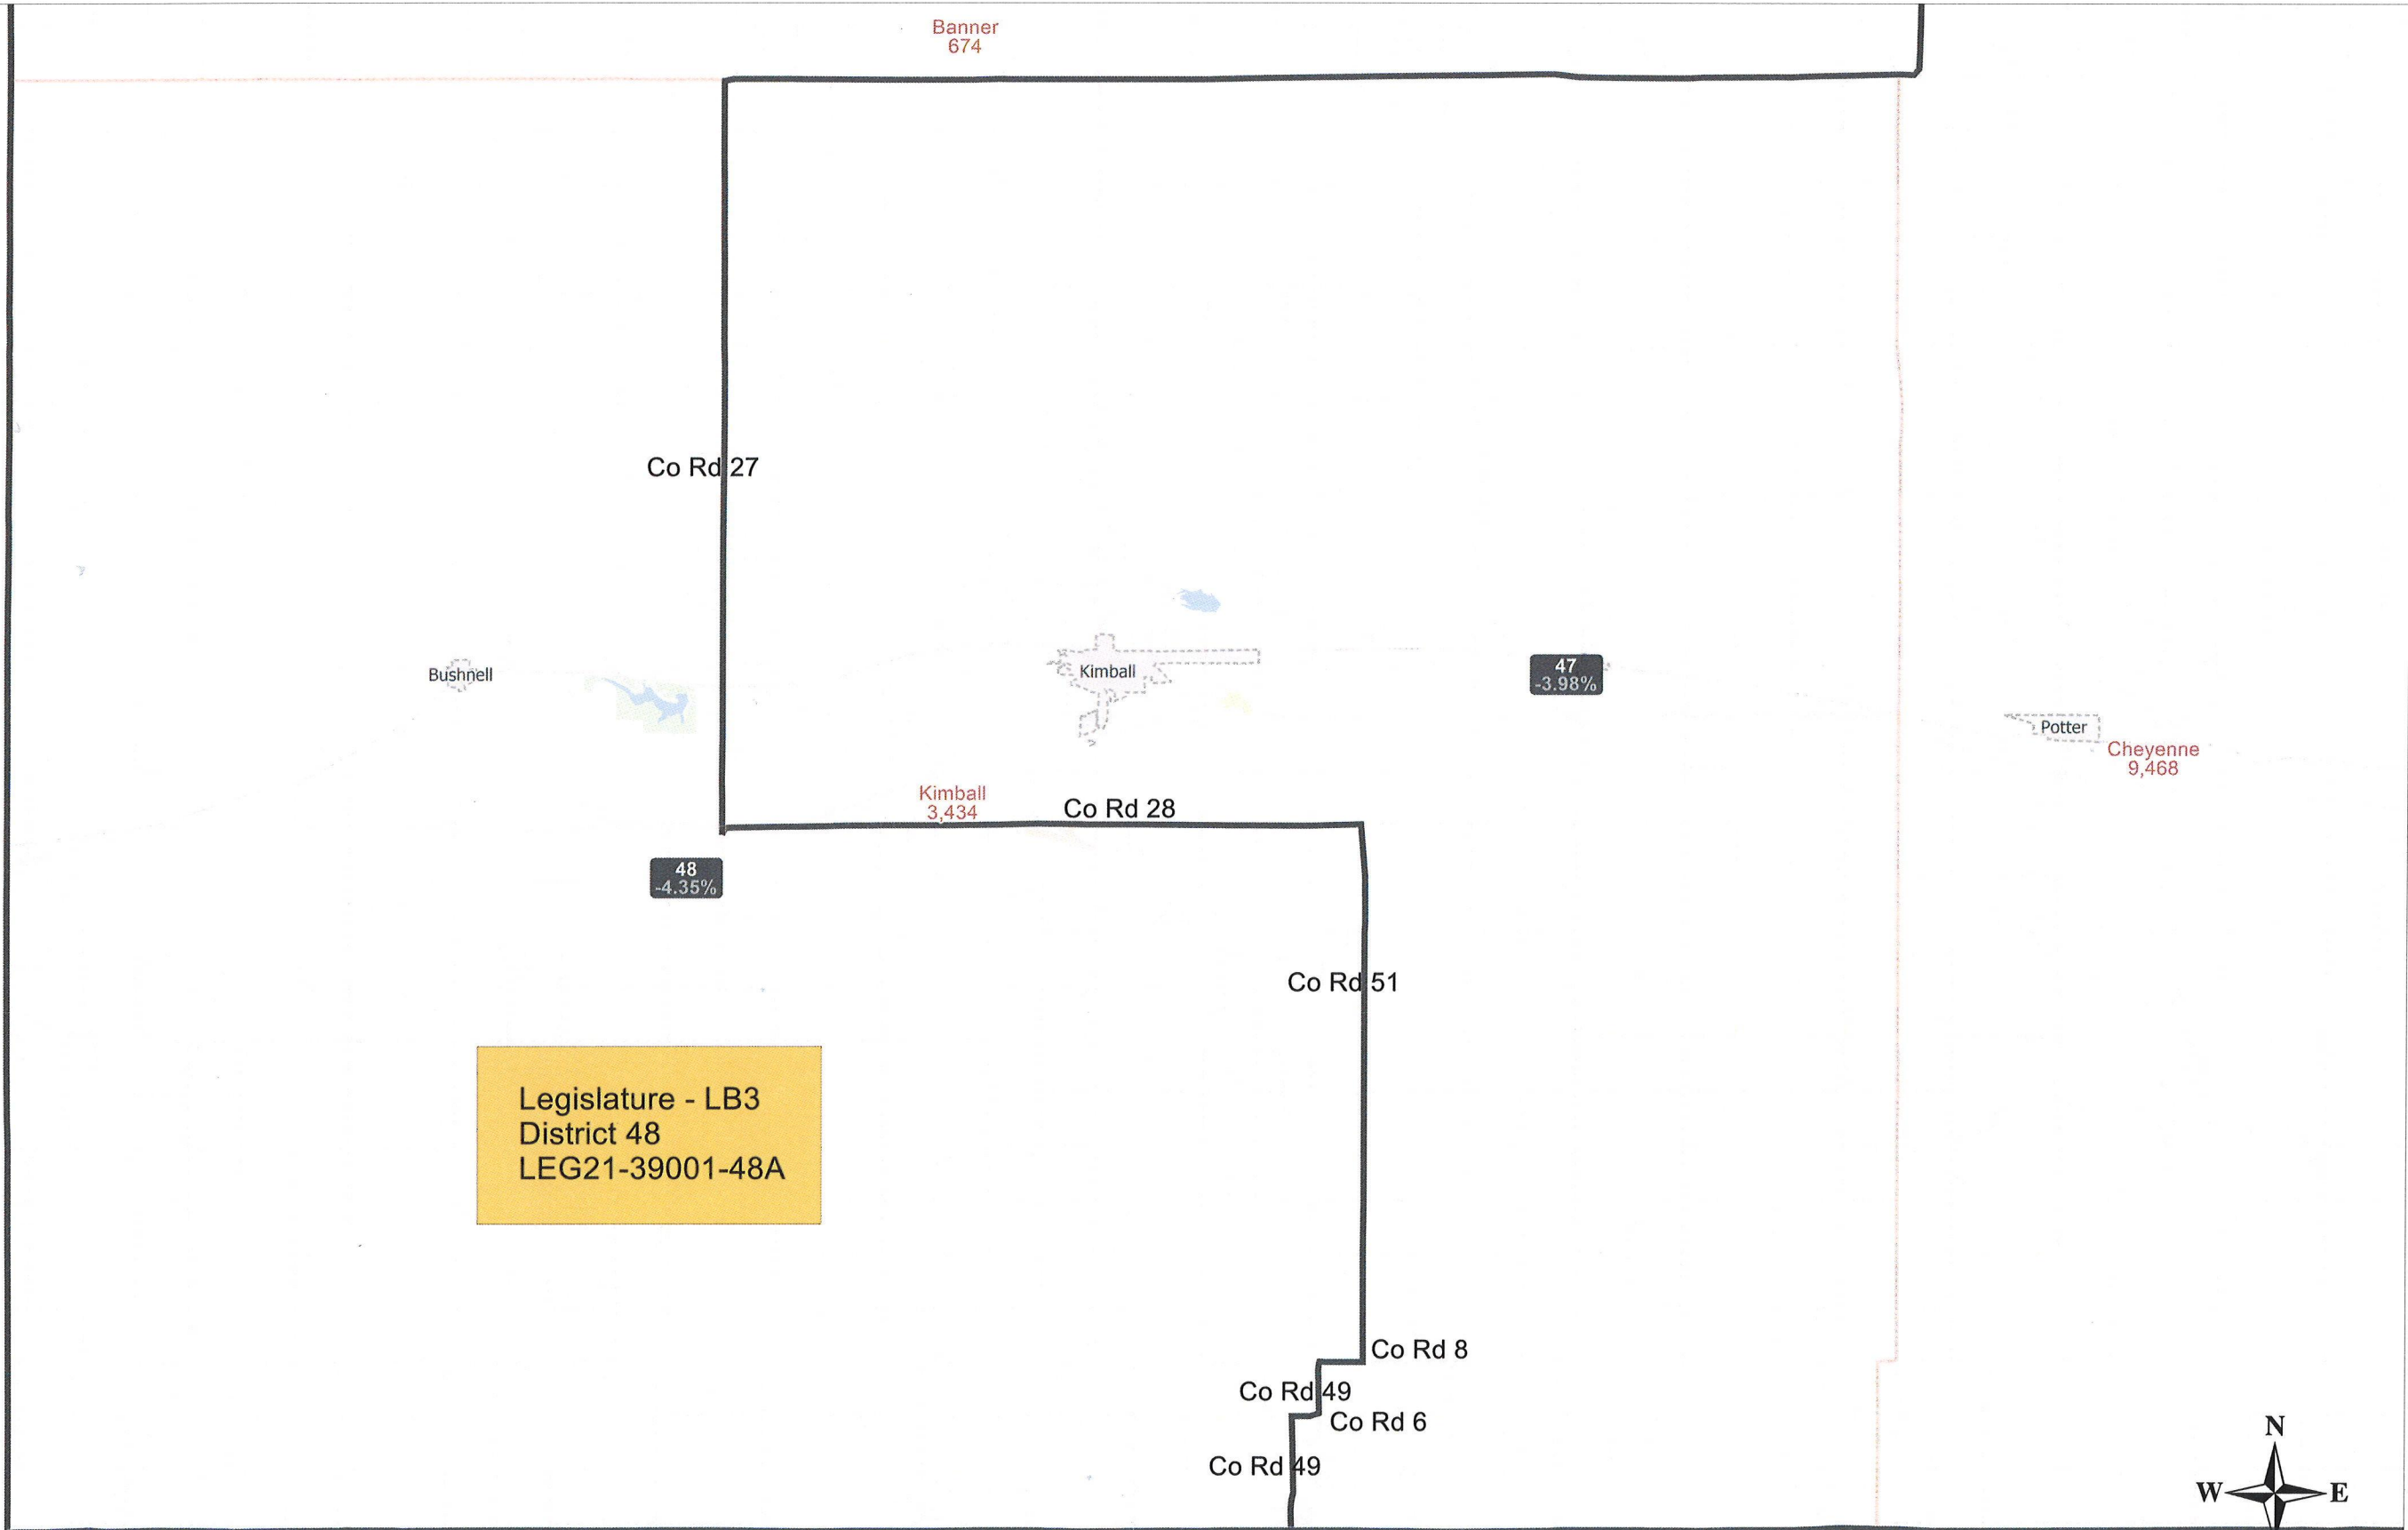 Banner
674
Co Rd 27
Bushnell
Kimball
47
-3.98%
Potter
Cheyenne
9,468
Kimball
3,434
Co Rd 28
48
-4.35%
Co Rd 51
Legislature - LB3
District 48
LEG21-39001-48A
Co Rd 8
Co Rd 49
Co Rd 6
Co Rd 49
N
W
E